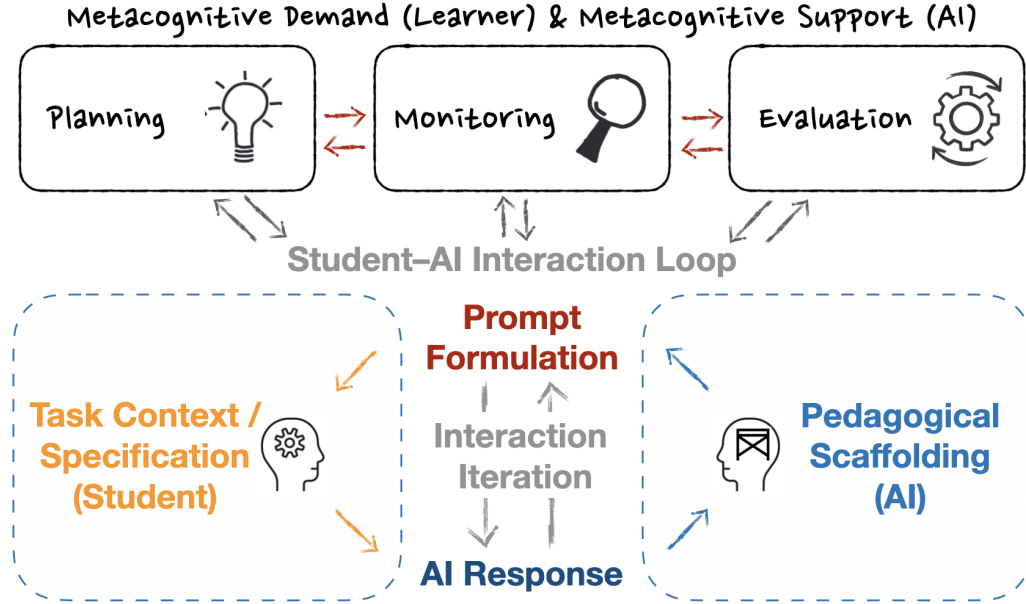 Metacognitive Demand (Learner) & Metacognitive Support (AI)
Planning
Monitoring
Evaluation
Student–AI Interaction Loop
Prompt
Formulation
Task Context /
Specification
(Student)
Interaction
Iteration
Pedagogical
Scaffolding
(AI)
AI Response